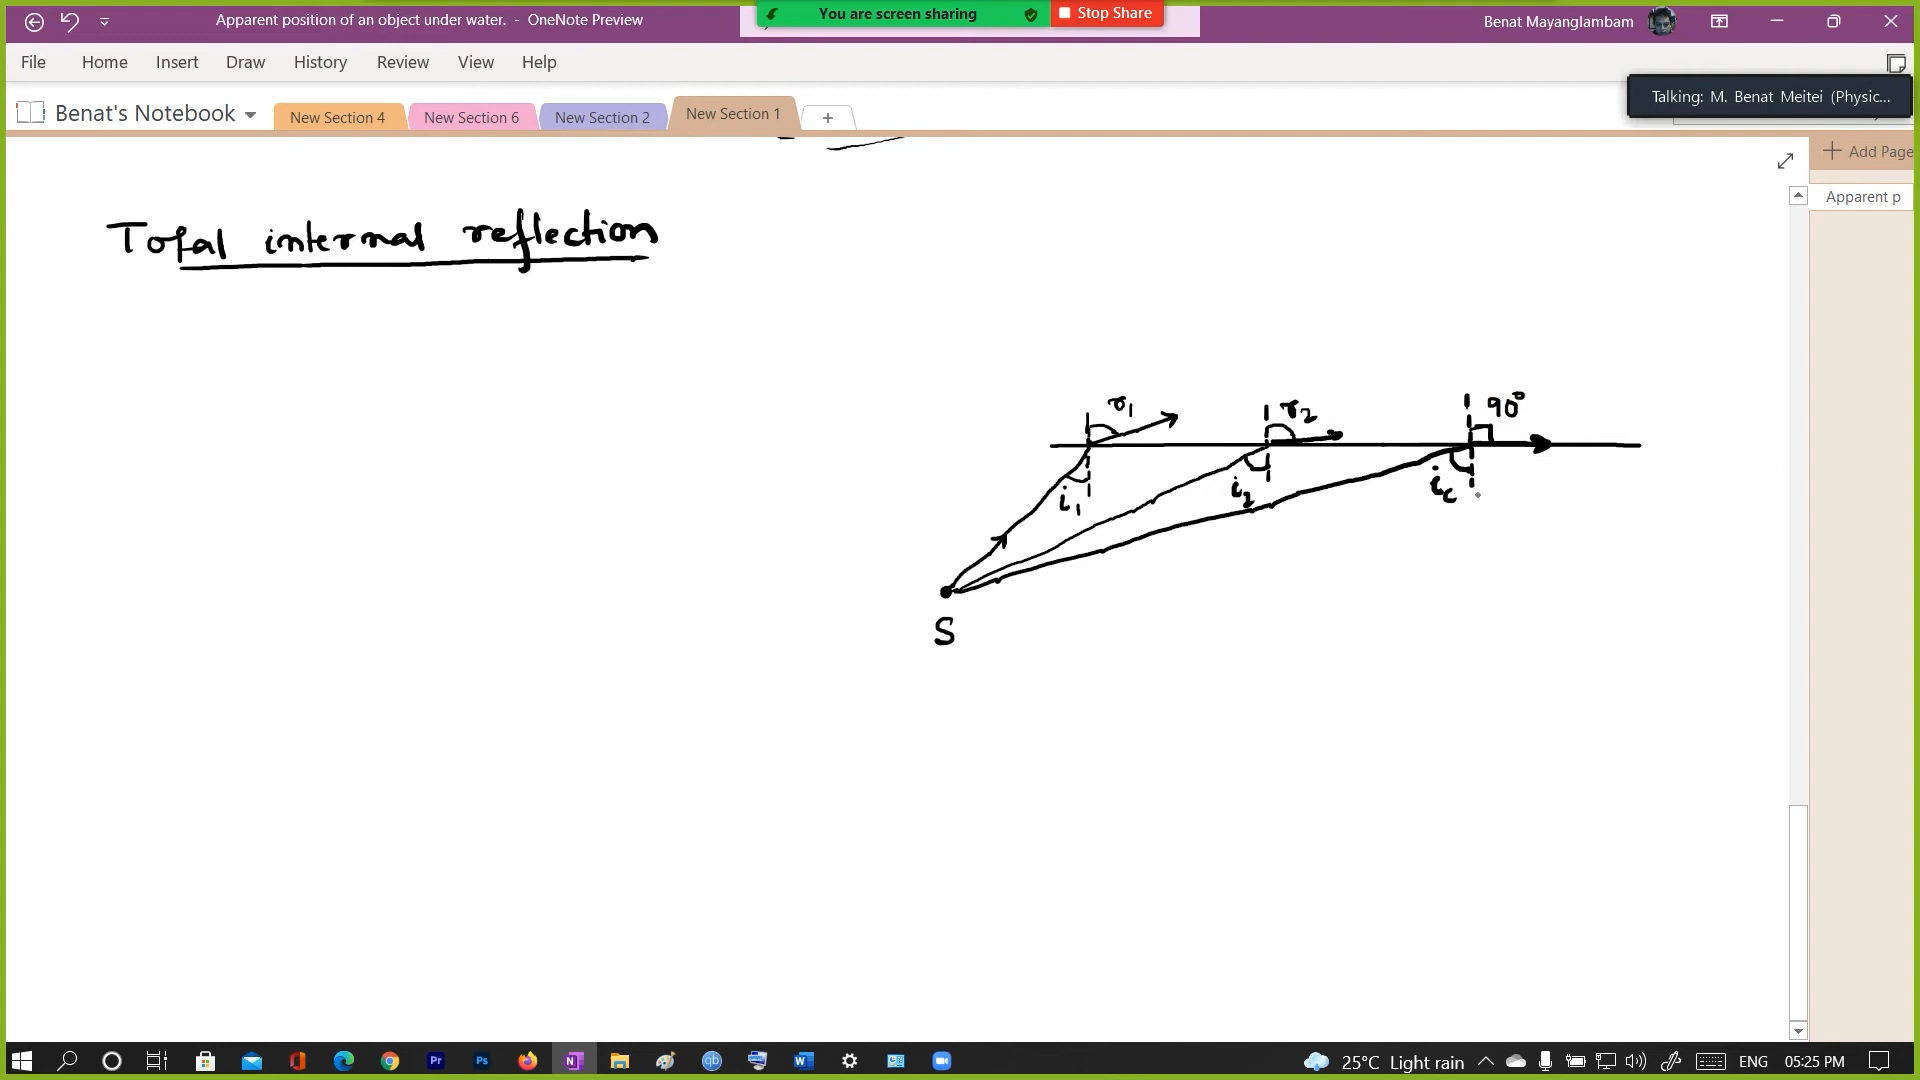 Apparent position of an object under water. - OneNote Preview
You are screen sharing
Stop Share
Benat Mayanglambam
File Home Insert Draw History Review View Help
Talking: M. Benat Meitei (Physic...
Benat's Notebook
New Section 4
New Section 6
New Section 2
New Section 1
+
Add Page
Apparent p
Total internal reflection
r1
r2
90°
i1
i2
ic
S
25°C Light rain
ENG
05:25 PM